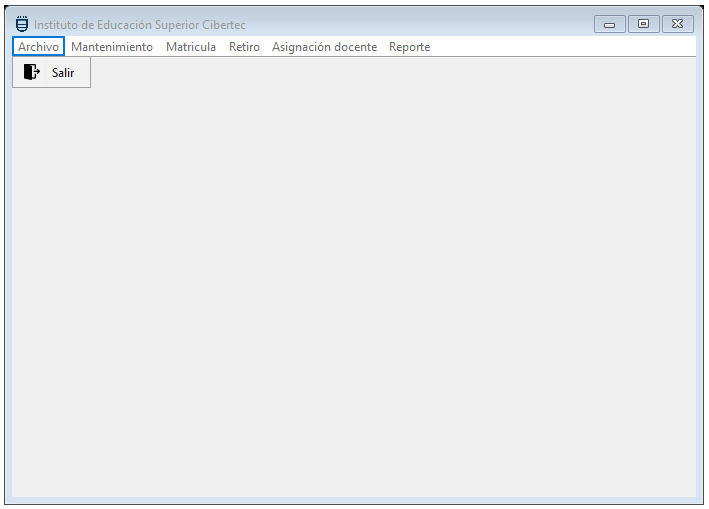 Instituto de Educación Superior Cibertec
Archivo Mantenimiento Matricula Retiro Asignación docente Reporte
Salir